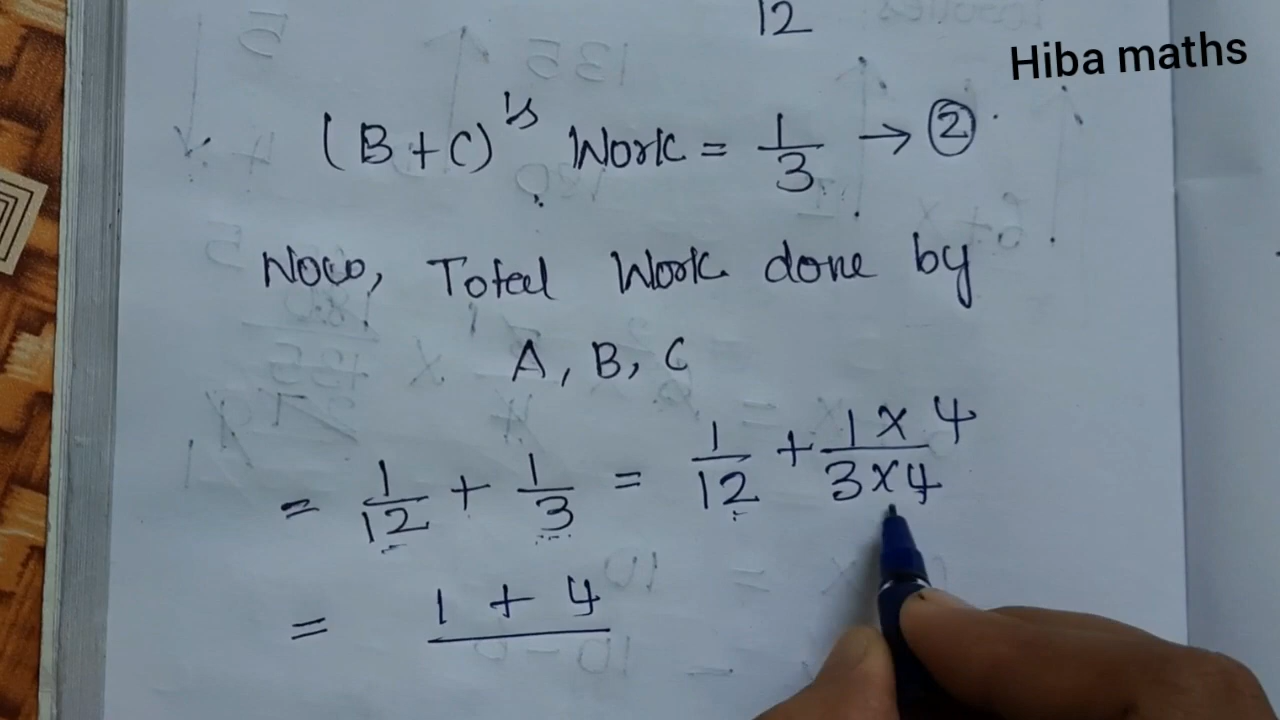 12
Hiba maths
(B+C)'s Work = 1/3 → ②
Now, Total Work done by
A, B, C
= 1/12 + 1/3 = 1/12 + 1×4/3×4
= 1 + 4